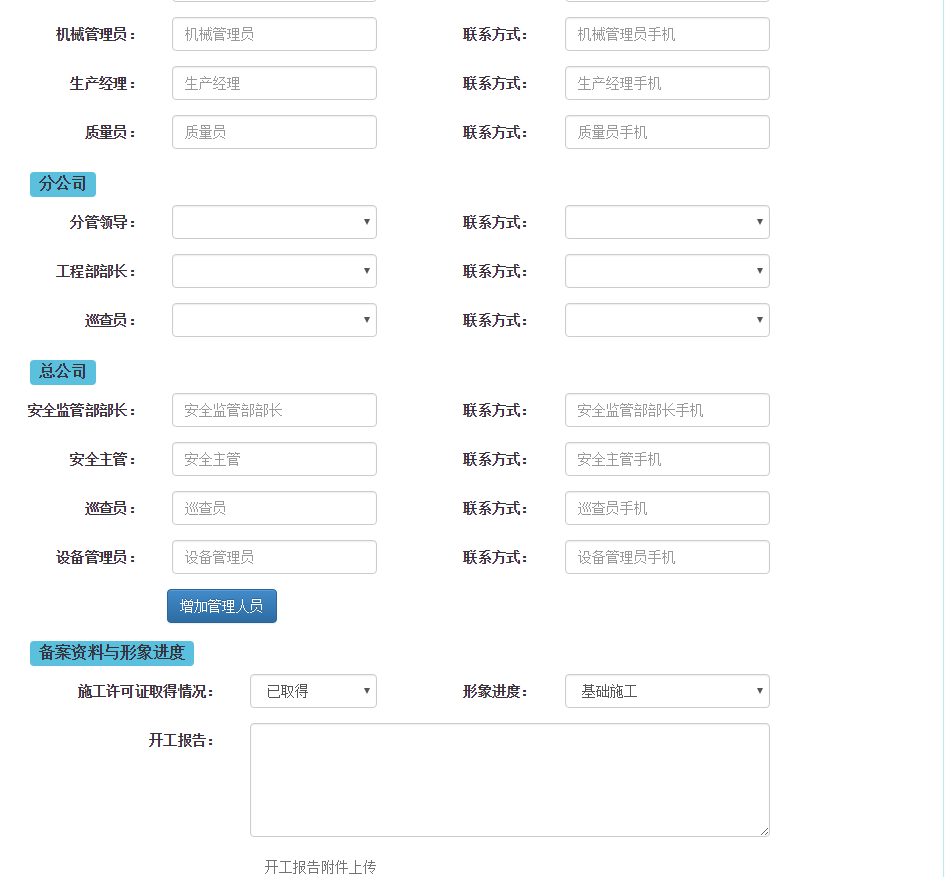 机械管理员： 机械管理员 联系方式： 机械管理员手机
生产经理： 生产经理 联系方式： 生产经理手机
质量员： 质量员 联系方式： 质量员手机
分公司
分管领导： 联系方式：
工程部部长： 联系方式：
巡查员： 联系方式：
总公司
安全监管部部长： 安全监管部部长 联系方式： 安全监管部部长手机
安全主管： 安全主管 联系方式： 安全主管手机
巡查员： 巡查员 联系方式： 巡查员手机
设备管理员： 设备管理员 联系方式： 设备管理员手机
增加管理人员
备案资料与形象进度
施工许可证取得情况： 已取得 形象进度： 基础施工
开工报告：
开工报告附件上传